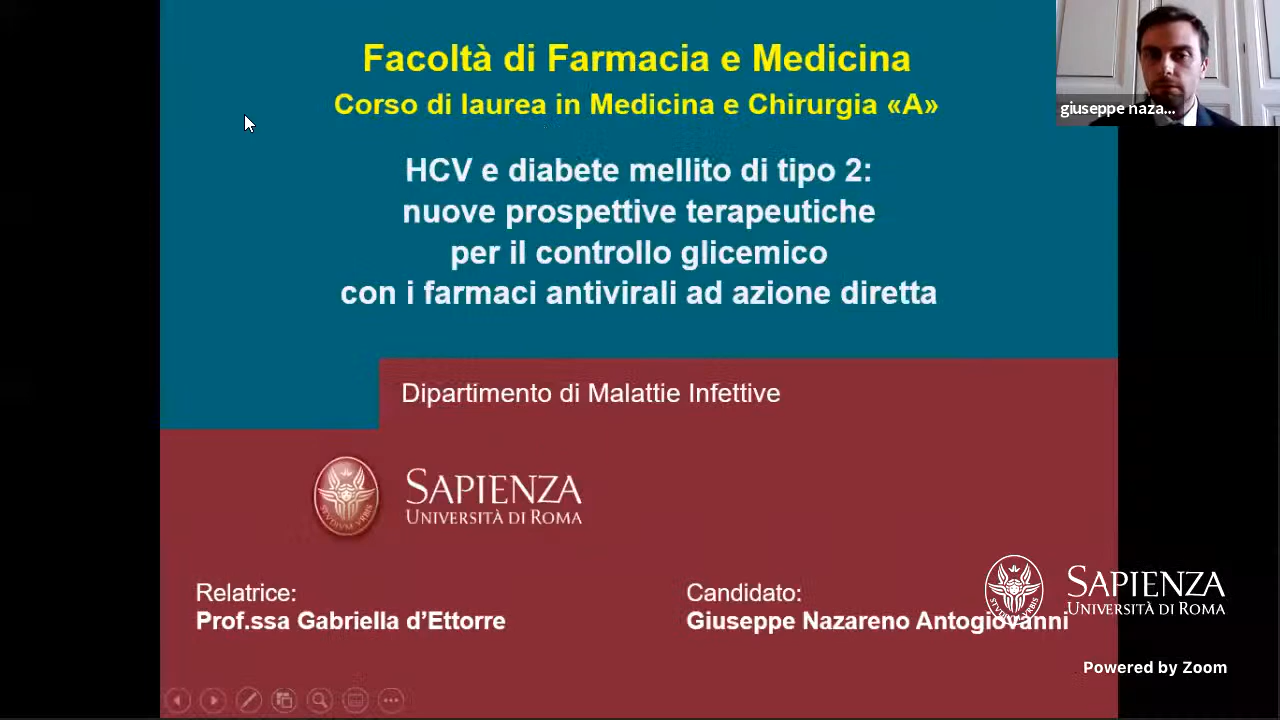 Facoltà di Farmacia e Medicina
Corso di laurea in Medicina e Chirurgia «A»
giuseppe naza...
HCV e diabete mellito di tipo 2:
nuove prospettive terapeutiche
per il controllo glicemico
con i farmaci antivirali ad azione diretta
Dipartimento di Malattie Infettive
SAPIENZA
UNIVERSITÀ DI ROMA
STVDIVM VRBIS
Relatrice:
Prof.ssa Gabriella d’Ettorre
Candidato:
Giuseppe Nazareno Antogiovanni
SAPIENZA
UNIVERSITÀ DI ROMA
Powered by Zoom